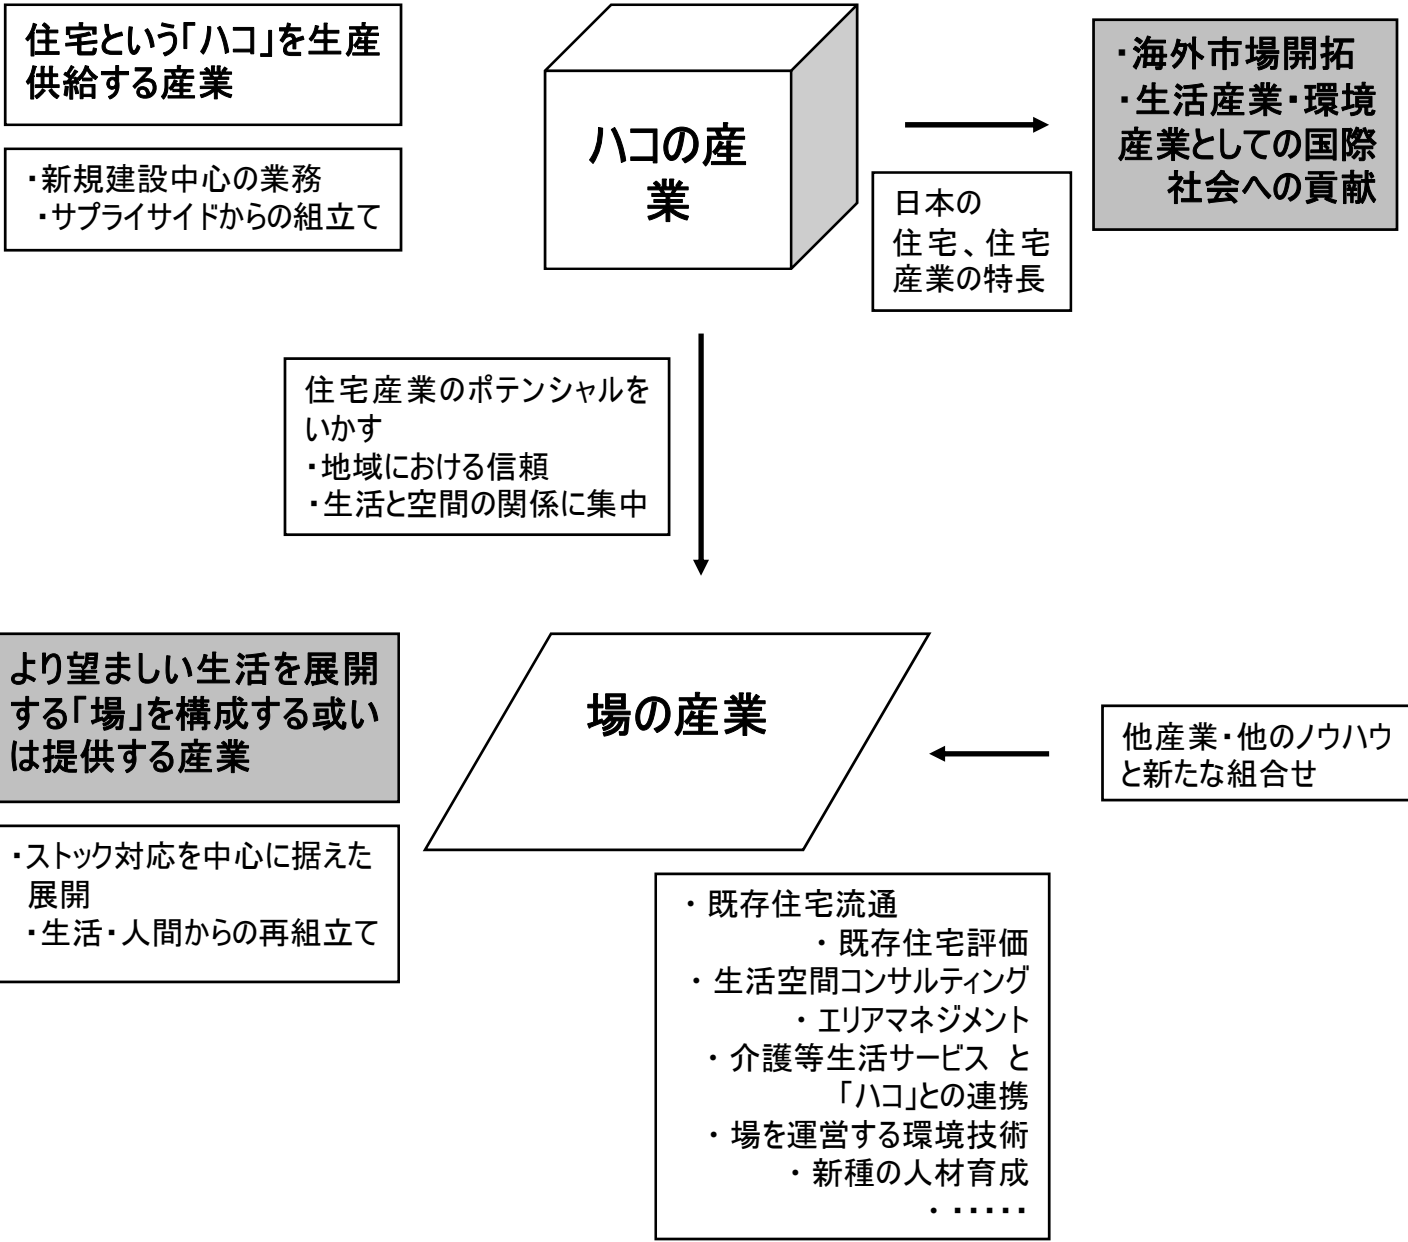 住宅という「ハコ」を生産
供給する産業
・新規建設中心の業務
・サプライサイドからの組立て
ハコの産
業
・海外市場開拓
・生活産業・環境
産業としての国際
社会への貢献
日本の
住宅、住宅
産業の特長
住宅産業のポテンシャルを
いかす
・地域における信頼
・生活と空間の関係に集中
より望ましい生活を展開
する「場」を構成する或い
は提供する産業
・ストック対応を中心に据えた
展開
・生活・人間からの再組立て
場の産業
他産業・他のノウハウ
と新たな組合せ
・既存住宅流通
・既存住宅評価
・生活空間コンサルティング
・エリアマネジメント
・介護等生活サービス と
「ハコ」との連携
・場を運営する環境技術
・新種の人材育成
・・・・・・